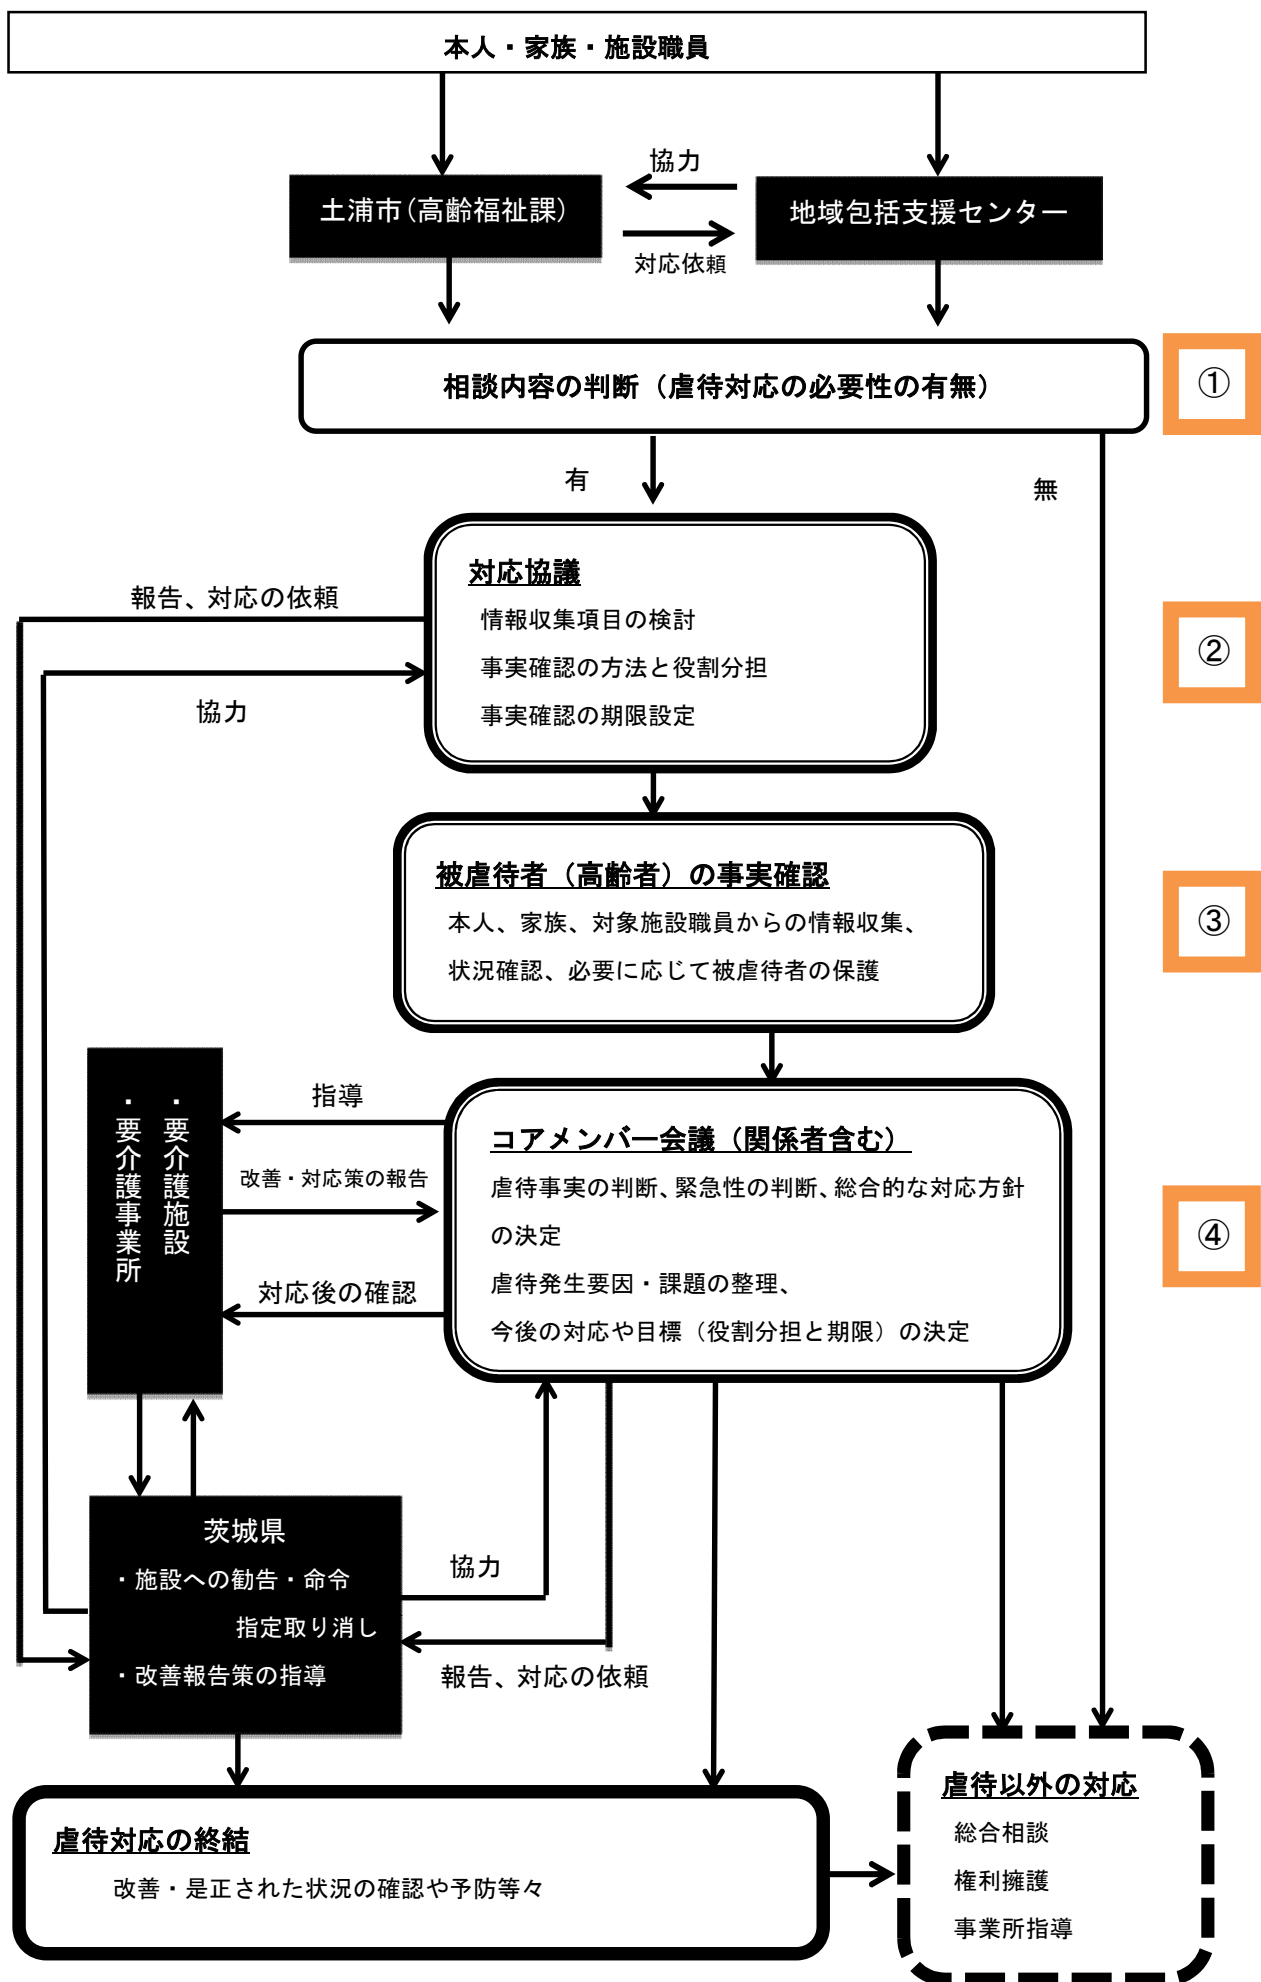 本人・家族・施設職員
協力
土浦市(高齢福祉課)
地域包括支援センター
対応依頼
相談内容の判断（虐待対応の必要性の有無）
①
有
無
対応協議
情報収集項目の検討
事実確認の方法と役割分担
事実確認の期限設定
②
報告、対応の依頼
協力
被虐待者（高齢者）の事実確認
本人、家族、対象施設職員からの情報収集、
状況確認、必要に応じて被虐待者の保護
③
・要介護施設
・要介護事業所
指導
改善・対応策の報告
対応後の確認
コアメンバー会議（関係者含む）
虐待事実の判断、緊急性の判断、総合的な対応方針
の決定
虐待発生要因・課題の整理、
今後の対応や目標（役割分担と期限）の決定
④
茨城県
・施設への勧告・命令
指定取り消し
・改善報告策の指導
協力
報告、対応の依頼
虐待対応の終結
改善・是正された状況の確認や予防等々
虐待以外の対応
総合相談
権利擁護
事業所指導